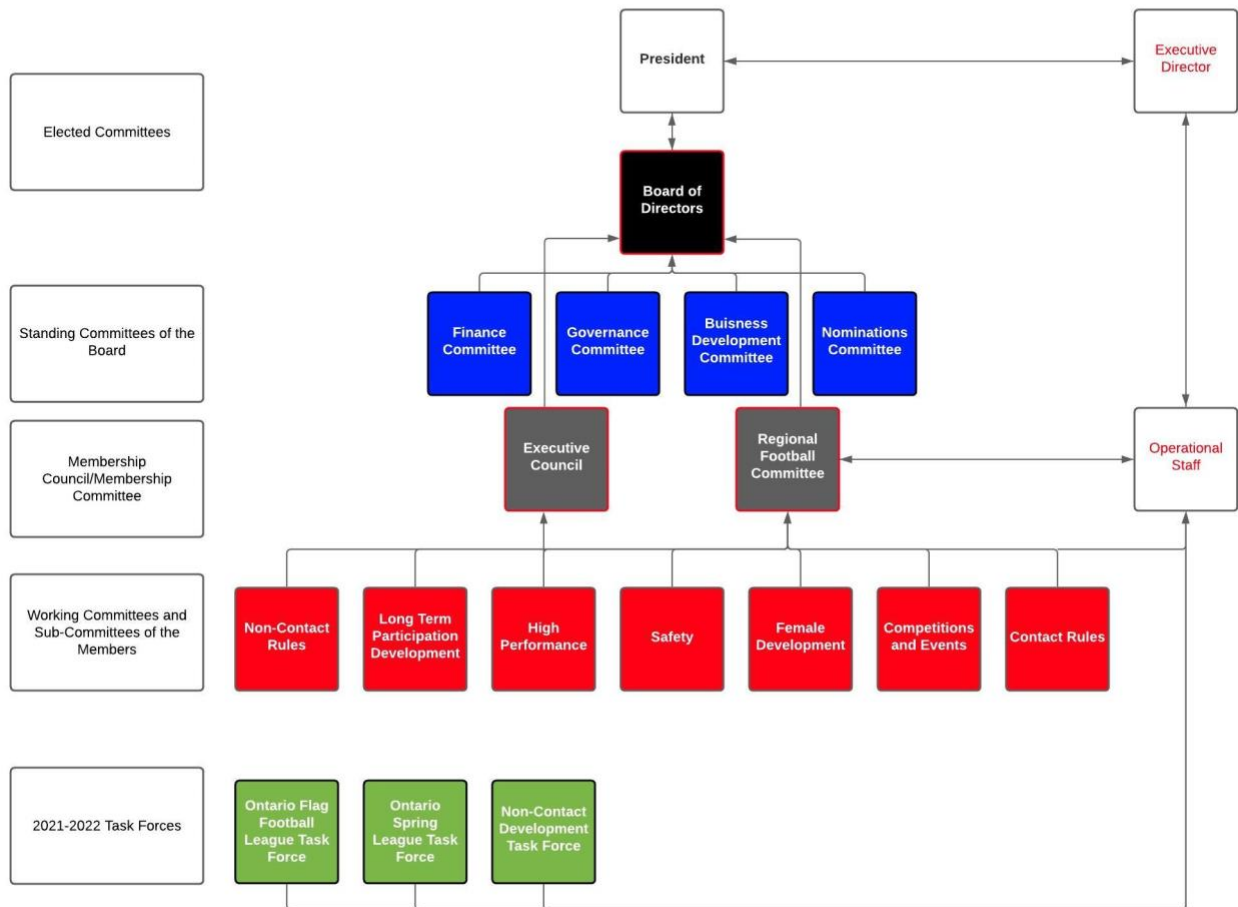 President
Executive
Director
Elected Committees
Board of
Directors
Standing Committees of the
Board
Finance
Committee
Governance
Committee
Buisness
Development
Committee
Nominations
Committee
Membership
Council/Membership
Committee
Executive
Council
Regional
Football
Committee
Operational
Staff
Working Committees and
Sub-Committees of the
Members
Non-Contact
Rules
Long Term
Participation
Development
High
Performance
Safety
Female
Development
Competitions
and Events
Contact Rules
2021-2022 Task Forces
Ontario Flag
Football
League Task
Force
Ontario
Spring
League Task
Force
Non-Contact
Development
Task Force